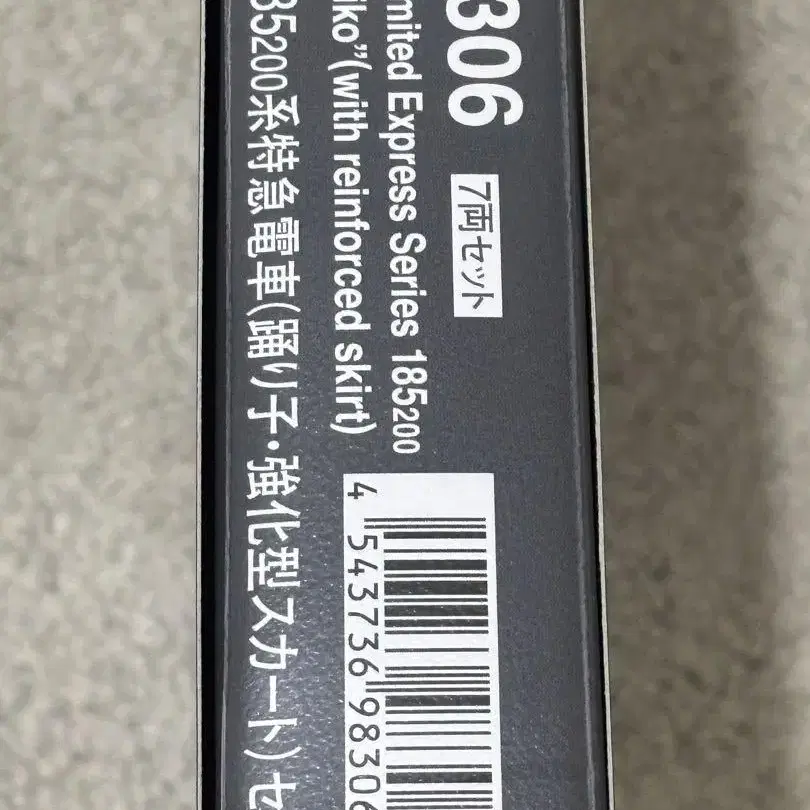 306
7両セット
mited Express Series 185200
iko”(with reinforced skirt)
85200系特急電車(踊り子・強化型スカート)セ
4 543736 98306